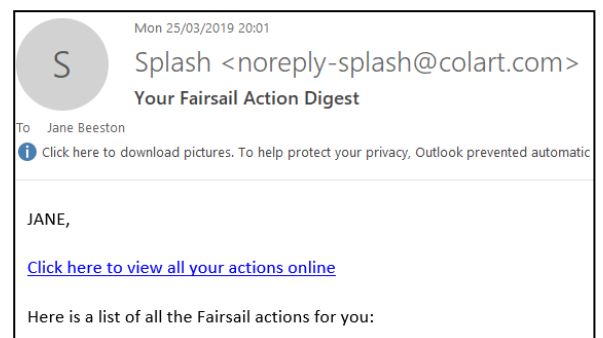 Mon 25/03/2019 20:01
S
Splash <noreply-splash@colart.com>
Your Fairsail Action Digest
To Jane Beeston
i Click here to download pictures. To help protect your privacy, Outlook prevented automatic
JANE,
Click here to view all your actions online
Here is a list of all the Fairsail actions for you: